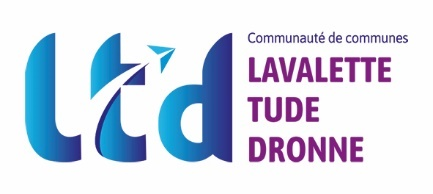 ltd
Communauté de communes
LAVALETTE
TUDE
DRONNE